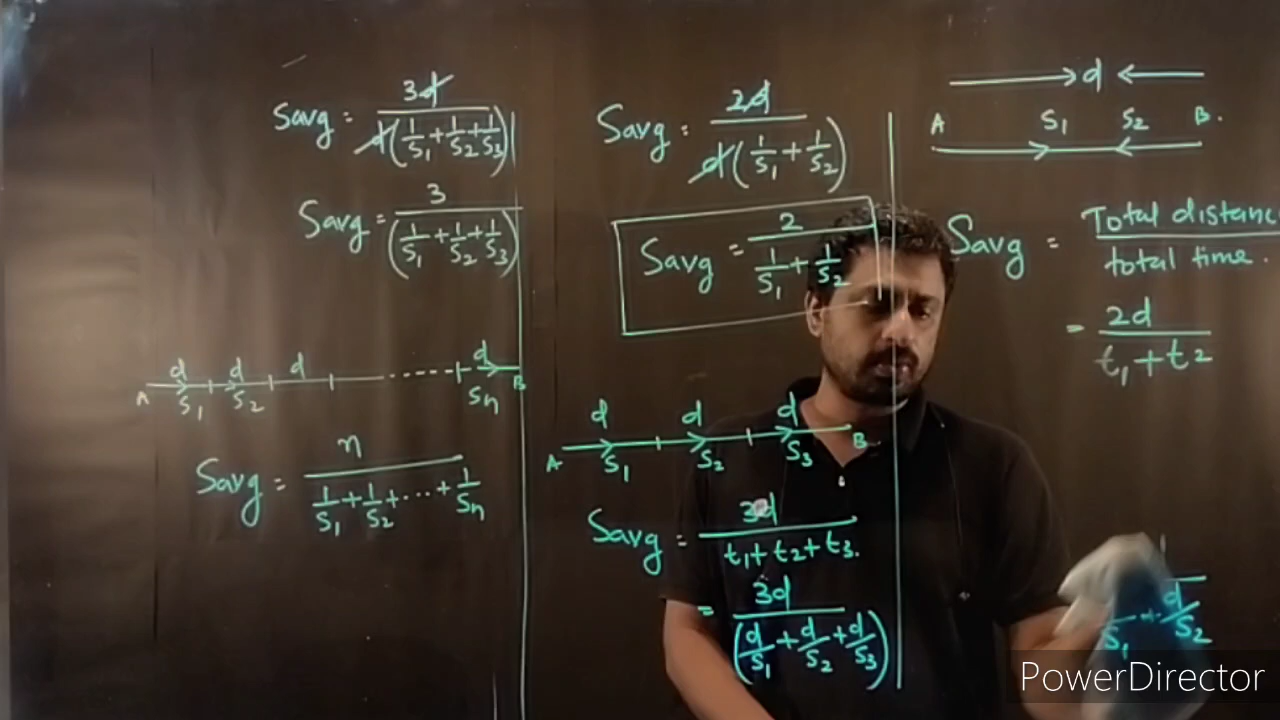 Savg = 3d / d(1/S1 + 1/S2 + 1/S3)
Savg = 3 / (1/S1 + 1/S2 + 1/S3)
d d d d
A B
S1 S2 Sn
Savg = n / 1/S1 + 1/S2 + ... + 1/Sn
Savg = 2d / d(1/S1 + 1/S2)
Savg = 2 / 1/S1 + 1/S2
d d d
A B
S1 S2 S3
Savg = 3d / t1 + t2 + t3.
= 3d / (d/S1 + d/S2 + d/S3)
d
A S1 S2 B.
Savg = Total distanc / total time.
= 2d / t1 + t2
S1 + d/S2
PowerDirector